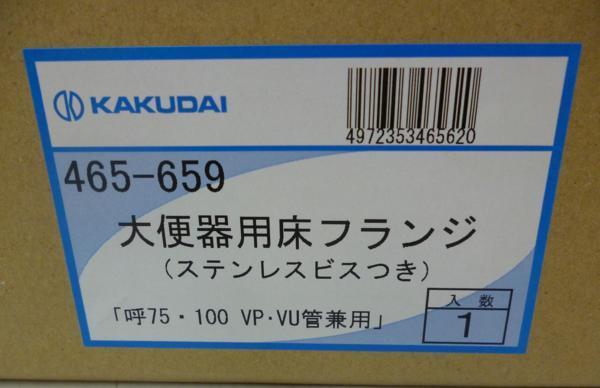 KAKUDAI
4972353465620
465-659
大便器用床フランジ
(ステンレスビスつき)
「呼75・100 VP・VU管兼用」
入数
1